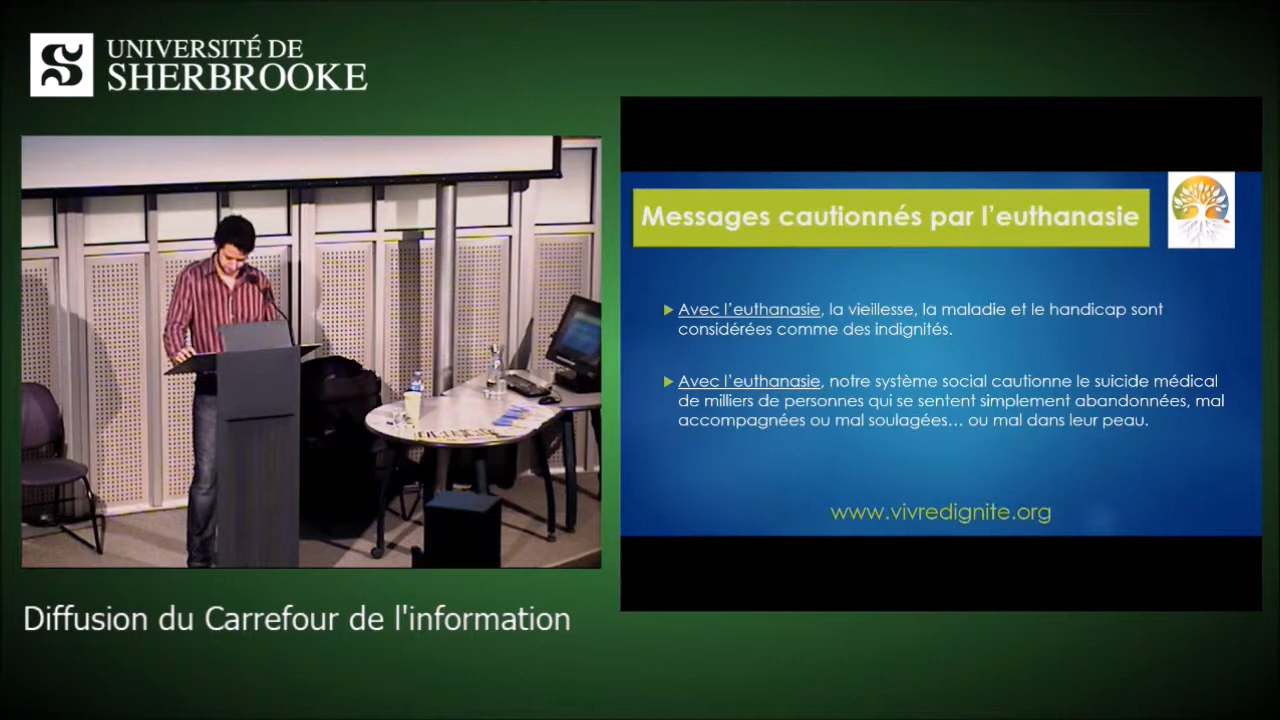 UNIVERSITÉ DE
SHERBROOKE
Messages cautionnés par l'euthanasie
Avec l'euthanasie, la vieillesse, la maladie et le handicap sont
considérées comme des indignités.
Avec l'euthanasie, notre système social cautionne le suicide médical
de milliers de personnes qui se sentent simplement abandonnées, mal
accompagnées ou mal soulagées... ou mal dans leur peau.
www.vivredignite.org
Diffusion du Carrefour de l'information